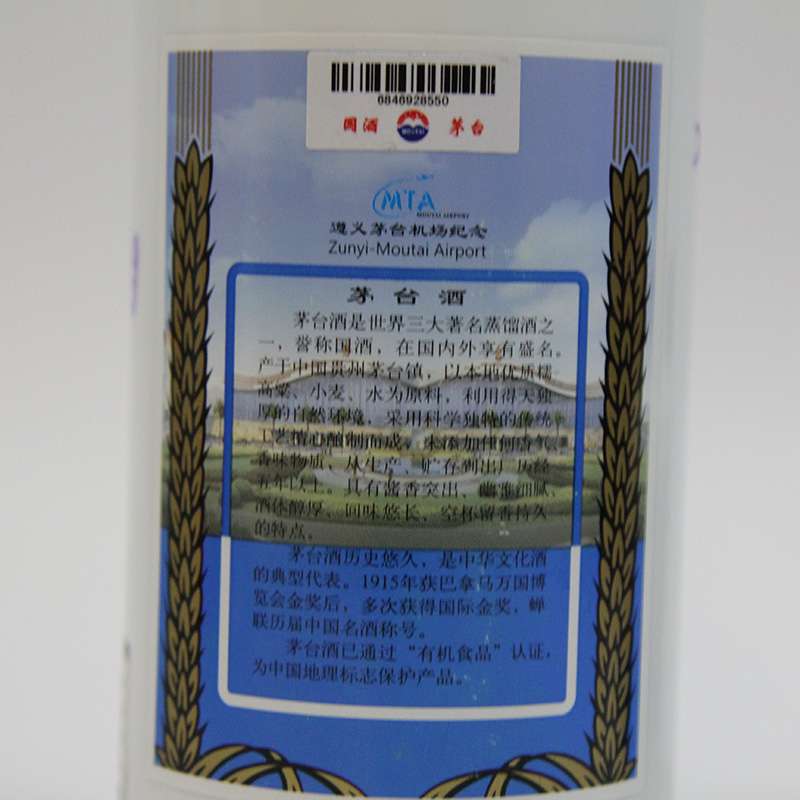 6846928550
国酒 茅台
MTA
MOUTAI AIRPORT
遵义茅台机场纪念
Zunyi-Moutai Airport
茅台酒
茅台酒是世界三大著名蒸馏酒之
一，誉称国酒，在国内外享有盛名。
产于中国贵州茅台镇，以本地优质糯
高粱、小麦、水为原料，利用得天独
厚的自然环境，采用科学独特的传统
工艺精心酿制而成，未添加任何香气、
香味物质、从生产、贮存到出厂历经
五年以上。具有酱香突出、幽雅细腻、
酒体醇厚、回味悠长、空杯留香持久
的特点。
茅台酒历史悠久，是中华文化酒
的典型代表。1915年获巴拿马万国博
览会金奖后，多次获得国际金奖，蝉
联历届中国名酒称号。
茅台酒已通过“有机食品”认证，
为中国地理标志保护产品。